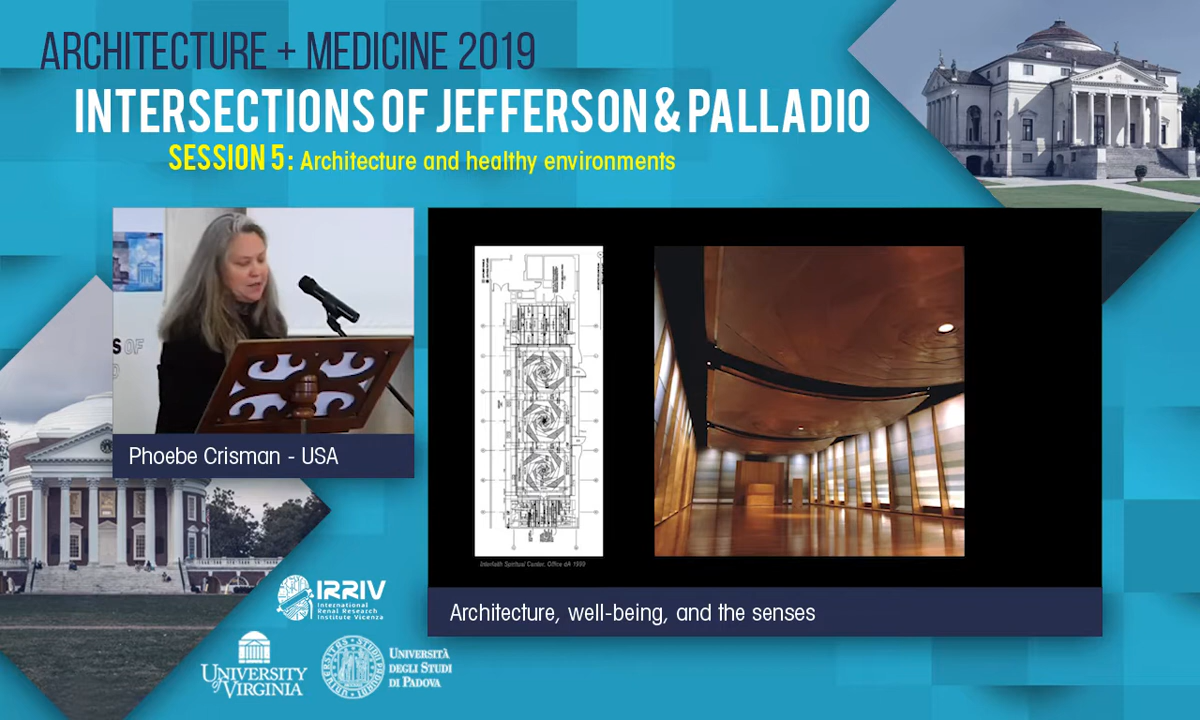 ARCHITECTURE + MEDICINE 2019
INTERSECTIONS OF JEFFERSON & PALLADIO
SESSION 5: Architecture and healthy environments
S OF
Phoebe Crisman - USA
Interfaith Spiritual Center, Office dA 1999
Architecture, well-being, and the senses
IRRIV
International
Renal Research
Institute Vicenza
UNIVERSITY
of VIRGINIA
UNIVERSITÀ
DEGLI STUDI
DI PADOVA